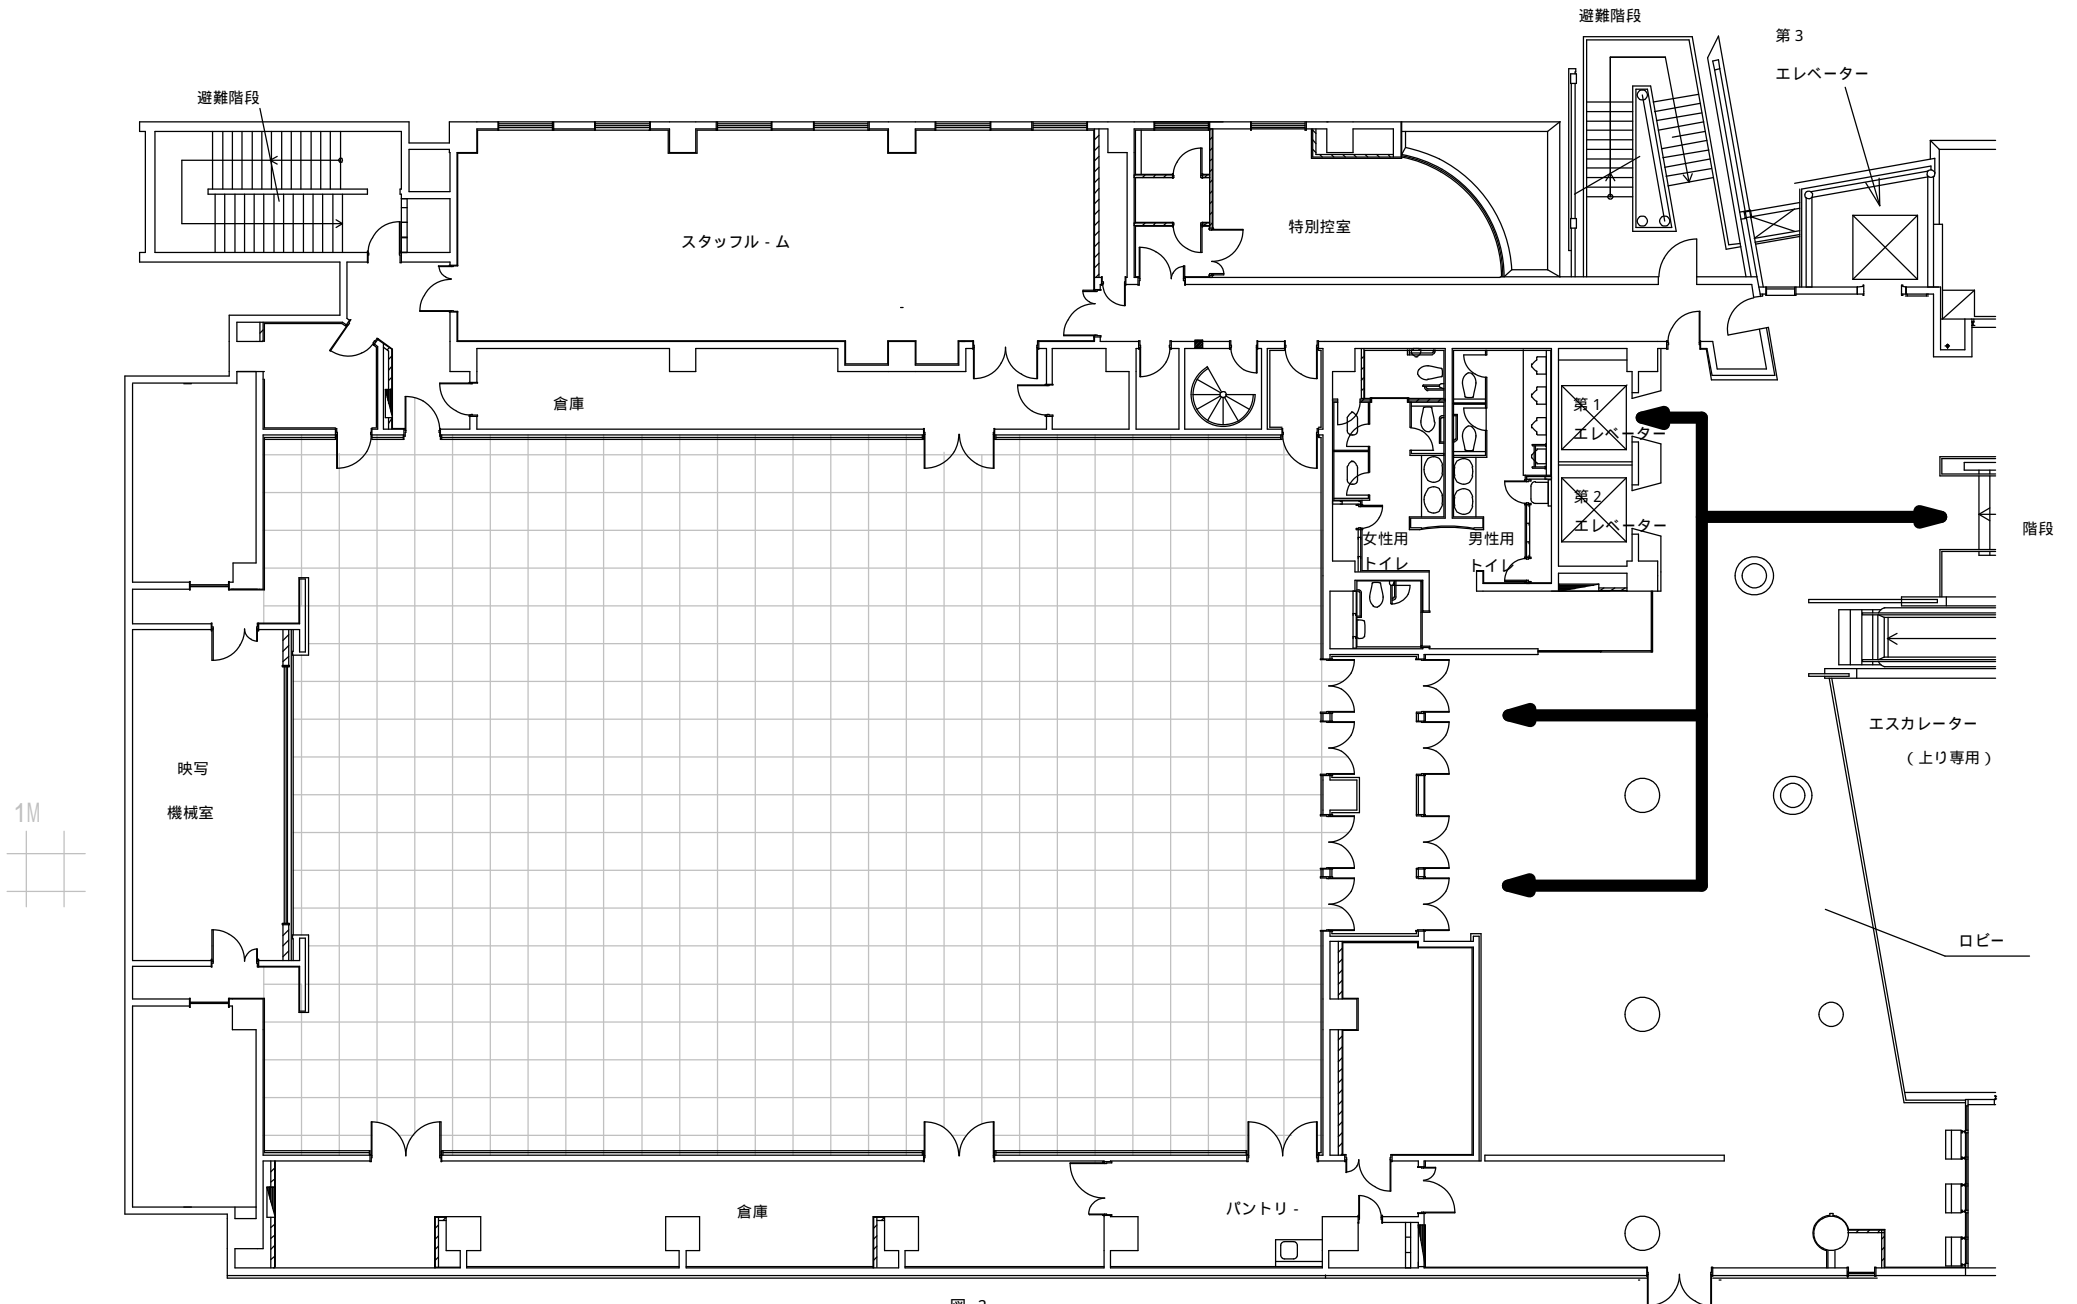 避難階段
第３
エレベーター
避難階段
スタッフル - ム
特別控室
-
倉庫
第１
エレベーター
第２
エレベーター
階段
女性用
トイレ
男性用
トイレ
エスカレーター
（上り専用）
映写
機械室
1M
ロビー
倉庫
パントリ -